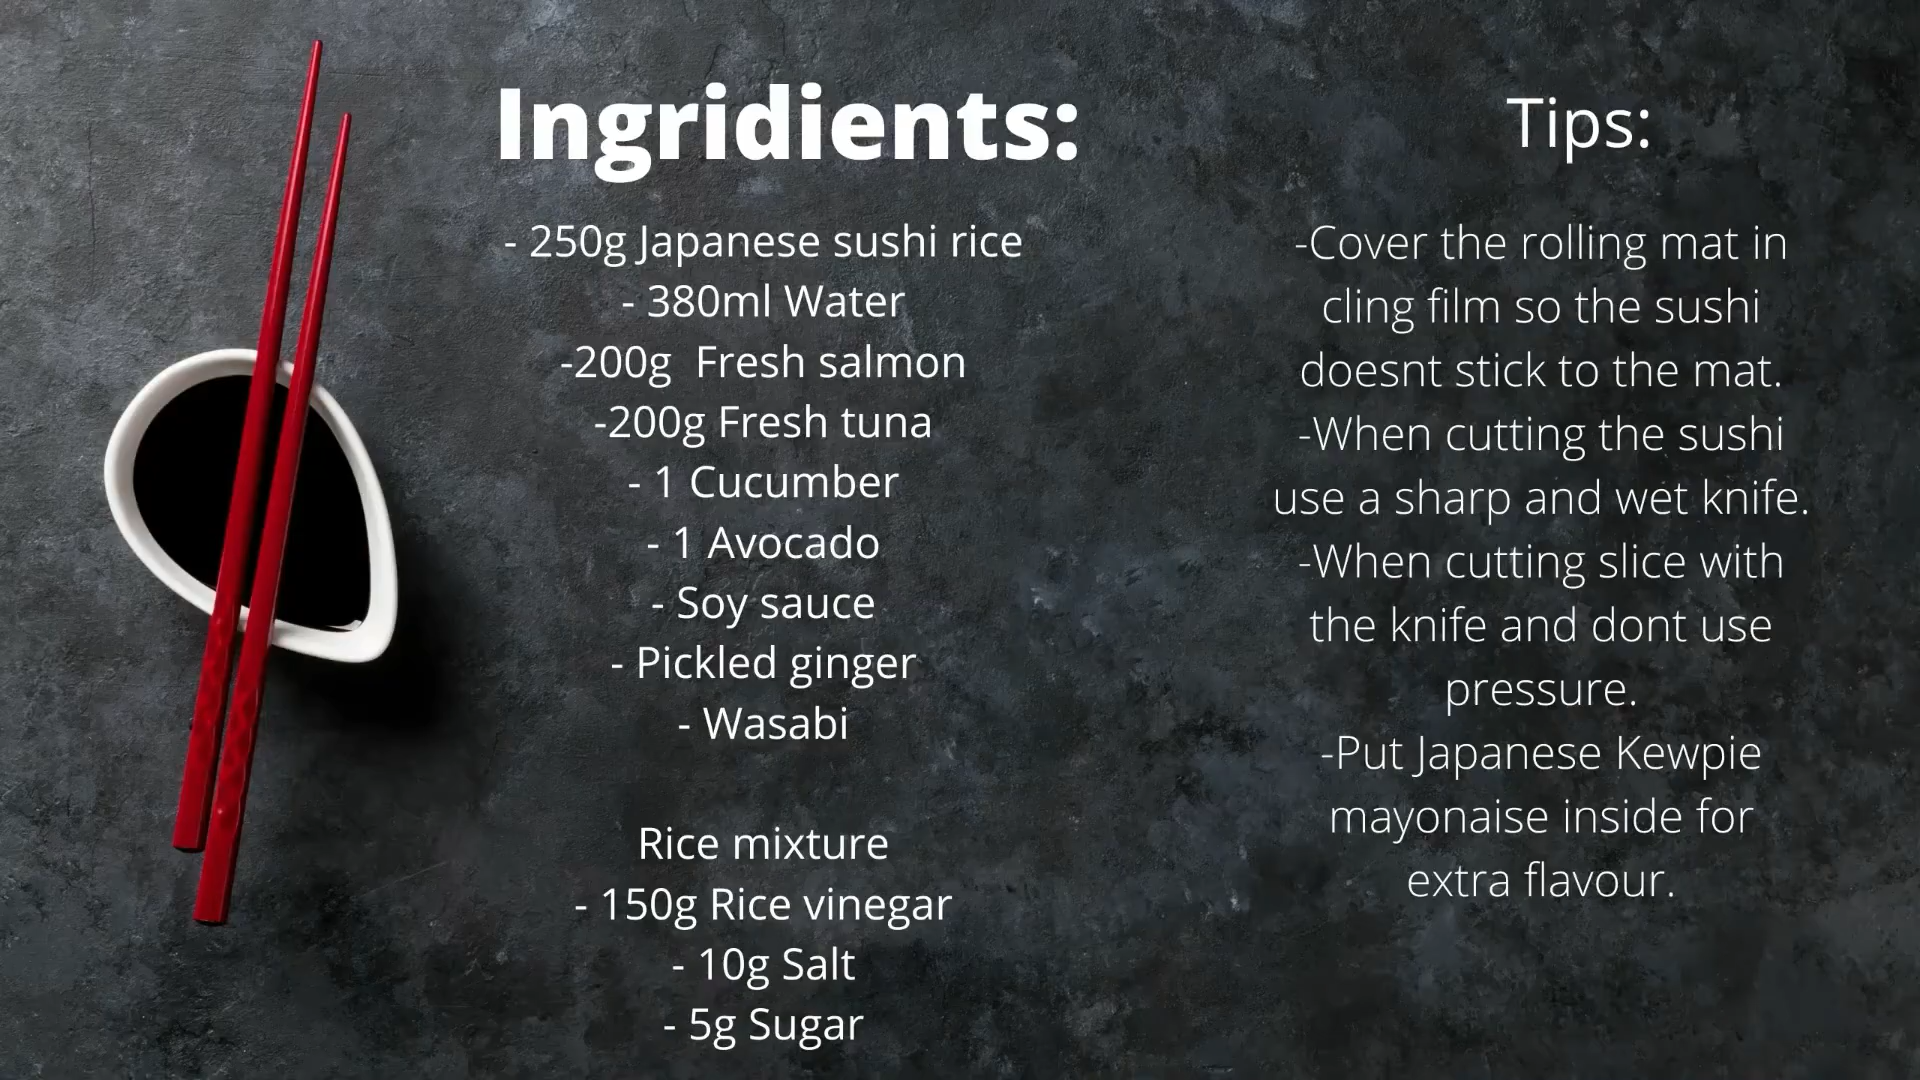 Ingridients:
- 250g Japanese sushi rice
- 380ml Water
-200g  Fresh salmon
-200g Fresh tuna
- 1 Cucumber
- 1 Avocado
- Soy sauce
- Pickled ginger
- Wasabi
Rice mixture
- 150g Rice vinegar
- 10g Salt
- 5g Sugar
Tips:
-Cover the rolling mat in
cling film so the sushi
doesnt stick to the mat.
-When cutting the sushi
use a sharp and wet knife.
-When cutting slice with
the knife and dont use
pressure.
-Put Japanese Kewpie
mayonaise inside for
extra flavour.